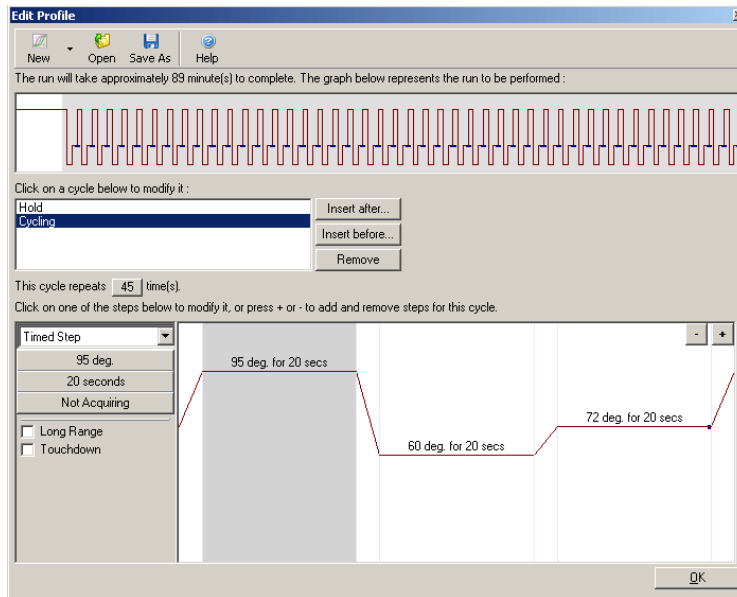 Edit Profile
New Open Save As Help
The run will take approximately 89 minute(s) to complete. The graph below represents the run to be performed :
Click on a cycle below to modify it :
Hold
Cycling
Insert after...
Insert before...
Remove
This cycle repeats 45 time(s).
Click on one of the steps below to modify it, or press + or - to add and remove steps for this cycle.
Timed Step
- +
95 deg.
20 seconds
Not Acquiring
Long Range
Touchdown
95 deg. for 20 secs
72 deg. for 20 secs
60 deg. for 20 secs
OK